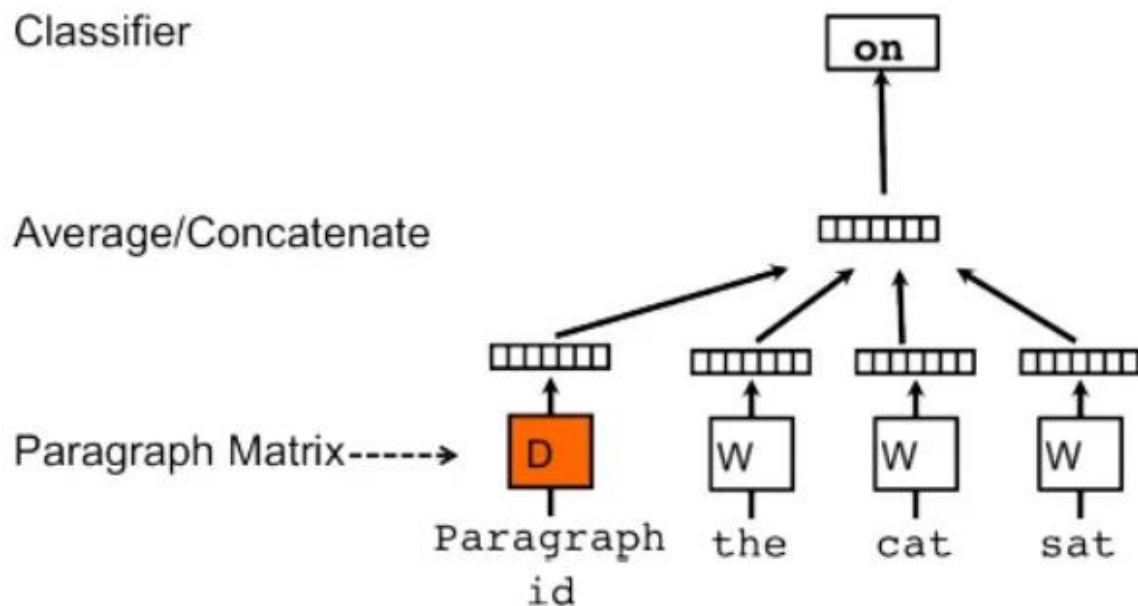 Classifier
on
Average/Concatenate
Paragraph Matrix
D
W
W
W
Paragraph
id
the
cat
sat